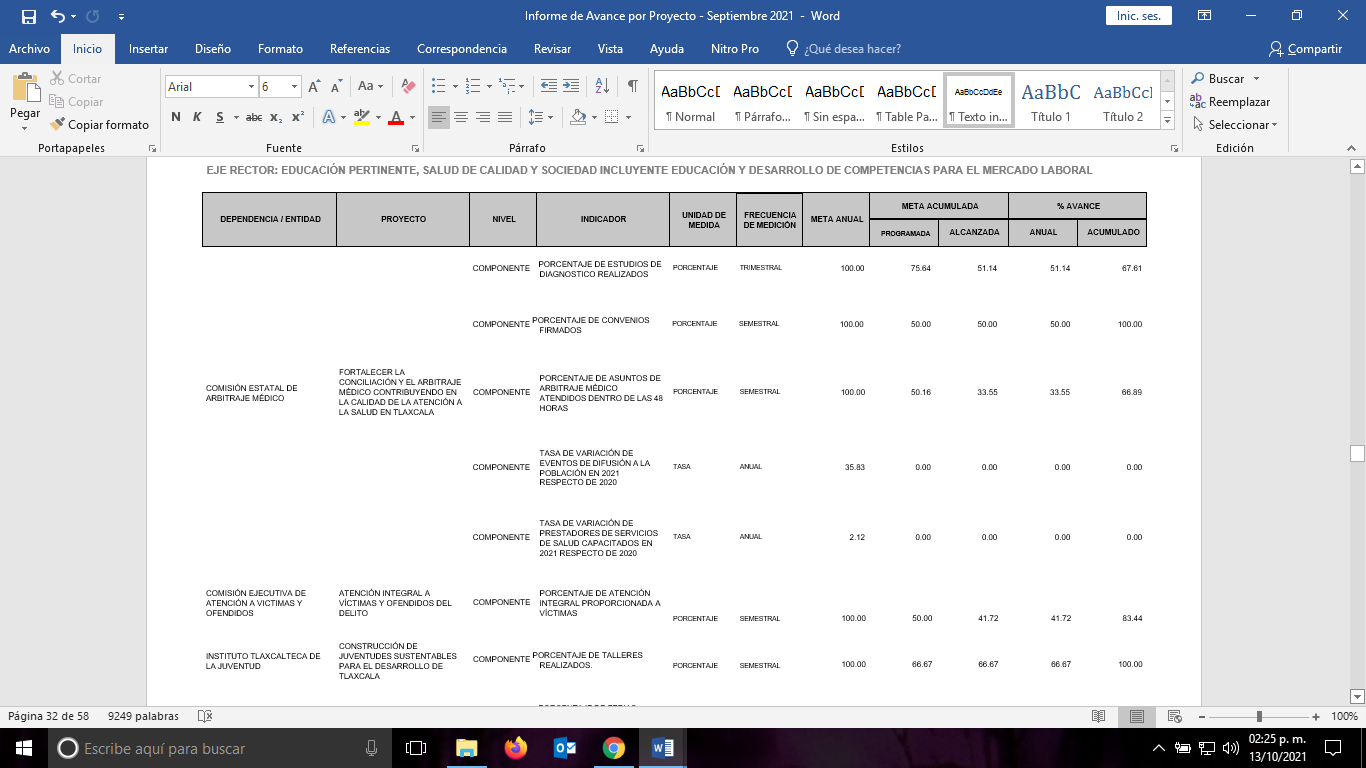 Informe de Avance por Proyecto - Septiembre 2021 - Word
Inic. ses.
Archivo Inicio Insertar Diseño Formato Referencias Correspondencia Revisar Vista Ayuda Nitro Pro ¿Qué desea hacer? Compartir
Pegar
Cortar
Copiar
Copiar formato
Portapapeles
Arial 6
Aa
N K S abc x₂ x²
Fuente
Párrafo
AaBbCcD AaBbCcD AaBbCcD AaBbCcD AaBbCcDdEe AaBbC AaBbCcI
¶ Normal ¶ Párrafo... ¶ Sin espa... ¶ Table Pa... ¶ Texto in... Título 1 Título 2
Estilos
Buscar
Reemplazar
Seleccionar
Edición
EJE RECTOR: EDUCACIÓN PERTINENTE, SALUD DE CALIDAD Y SOCIEDAD INCLUYENTE EDUCACIÓN Y DESARROLLO DE COMPETENCIAS PARA EL MERCADO LABORAL
DEPENDENCIA / ENTIDAD
PROYECTO
NIVEL
INDICADOR
UNIDAD DE
MEDIDA
FRECUENCIA
DE MEDICIÓN
META ANUAL
META ACUMULADA
PROGRAMADA ALCANZADA
% AVANCE
ANUAL ACUMULADO
COMPONENTE
PORCENTAJE DE ESTUDIOS DE
DIAGNOSTICO REALIZADOS
PORCENTAJE TRIMESTRAL 100.00 75.64 51.14 51.14 67.61
COMPONENTE
PORCENTAJE DE CONVENIOS
FIRMADOS
PORCENTAJE SEMESTRAL 100.00 50.00 50.00 50.00 100.00
COMISIÓN ESTATAL DE
ARBITRAJE MÉDICO
FORTALECER LA
CONCILIACIÓN Y EL ARBITRAJE
MÉDICO CONTRIBUYENDO EN
LA CALIDAD DE LA ATENCIÓN A
LA SALUD EN TLAXCALA
COMPONENTE
PORCENTAJE DE ASUNTOS DE
ARBITRAJE MÉDICO
ATENDIDOS DENTRO DE LAS 48
HORAS
PORCENTAJE SEMESTRAL 100.00 50.16 33.55 33.55 66.89
COMPONENTE
TASA DE VARIACIÓN DE
EVENTOS DE DIFUSIÓN A LA
POBLACIÓN EN 2021
RESPECTO DE 2020
TASA ANUAL 35.83 0.00 0.00 0.00 0.00
COMPONENTE
TASA DE VARIACIÓN DE
PRESTADORES DE SERVICIOS
DE SALUD CAPACITADOS EN
2021 RESPECTO DE 2020
TASA ANUAL 2.12 0.00 0.00 0.00 0.00
COMISIÓN EJECUTIVA DE
ATENCIÓN A VICTIMAS Y
OFENDIDOS
ATENCIÓN INTEGRAL A
VÍCTIMAS Y OFENDIDOS DEL
DELITO
COMPONENTE
PORCENTAJE DE ATENCIÓN
INTEGRAL PROPORCIONADA A
VÍCTIMAS
PORCENTAJE SEMESTRAL 100.00 50.00 41.72 41.72 83.44
INSTITUTO TLAXCALTECA DE
LA JUVENTUD
CONSTRUCCIÓN DE
JUVENTUDES SUSTENTABLES
PARA EL DESARROLLO DE
TLAXCALA
COMPONENTE
PORCENTAJE DE TALLERES
REALIZADOS.
PORCENTAJE SEMESTRAL 100.00 66.67 66.67 66.67 100.00
Página 32 de 58 9249 palabras
100%
Escribe aquí para buscar
02:25 p. m.
13/10/2021